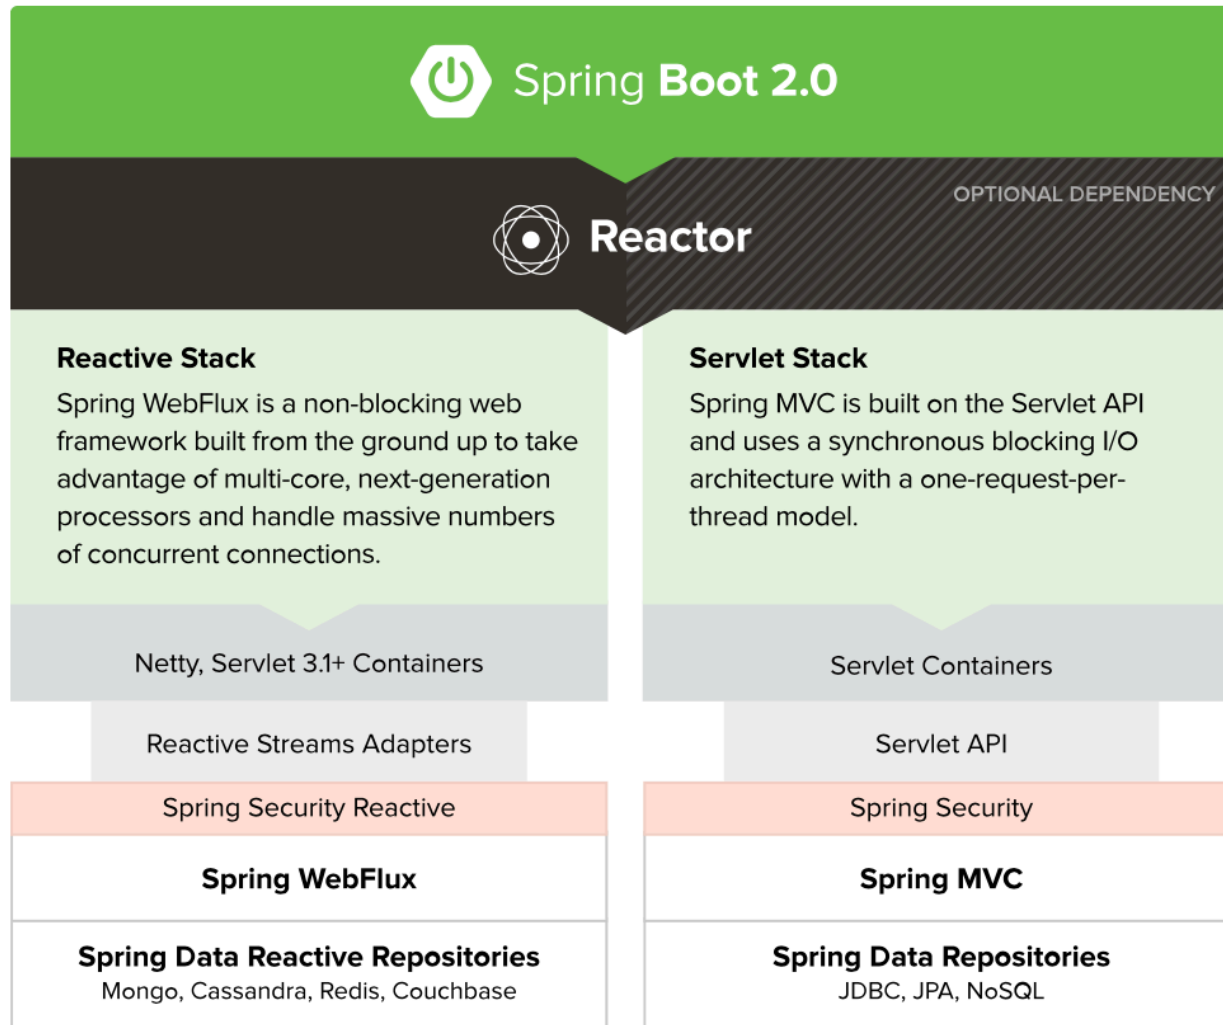 Spring Boot 2.0
OPTIONAL DEPENDENCY
Reactor
Reactive Stack
Spring WebFlux is a non-blocking web
framework built from the ground up to take
advantage of multi-core, next-generation
processors and handle massive numbers
of concurrent connections.
Netty, Servlet 3.1+ Containers
Reactive Streams Adapters
Spring Security Reactive
Spring WebFlux
Spring Data Reactive Repositories
Mongo, Cassandra, Redis, Couchbase
Servlet Stack
Spring MVC is built on the Servlet API
and uses a synchronous blocking I/O
architecture with a one-request-per-
thread model.
Servlet Containers
Servlet API
Spring Security
Spring MVC
Spring Data Repositories
JDBC, JPA, NoSQL